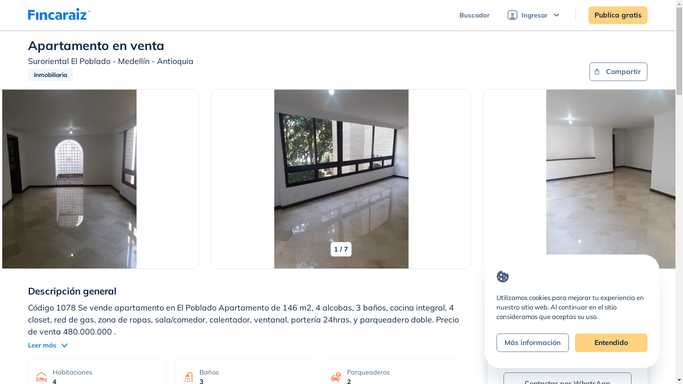 Fincaraiz
Buscador
Ingresar
Publica gratis
Apartamento en venta
Suroriental El Poblado - Medellín - Antioquia
Inmobiliaria
Compartir
1 / 7
Descripción general
Código 1078 Se vende apartamento en El Poblado Apartamento de 146 m2, 4 alcobas, 3 baños, cocina integral, 4
closet, red de gas, zona de ropas, sala/comedor, calentador, ventanal, portería 24hras, y parqueadero doble. Precio
de venta 480.000.000 .
Leer más
Habitaciones
4
Baños
3
Parqueaderos
2
Utilizamos cookies para mejorar tu experiencia en
nuestro sitio web. Al continuar en el sitio
consideramos que aceptas su uso.
Más información
Entendido
Contactar por WhatsApp